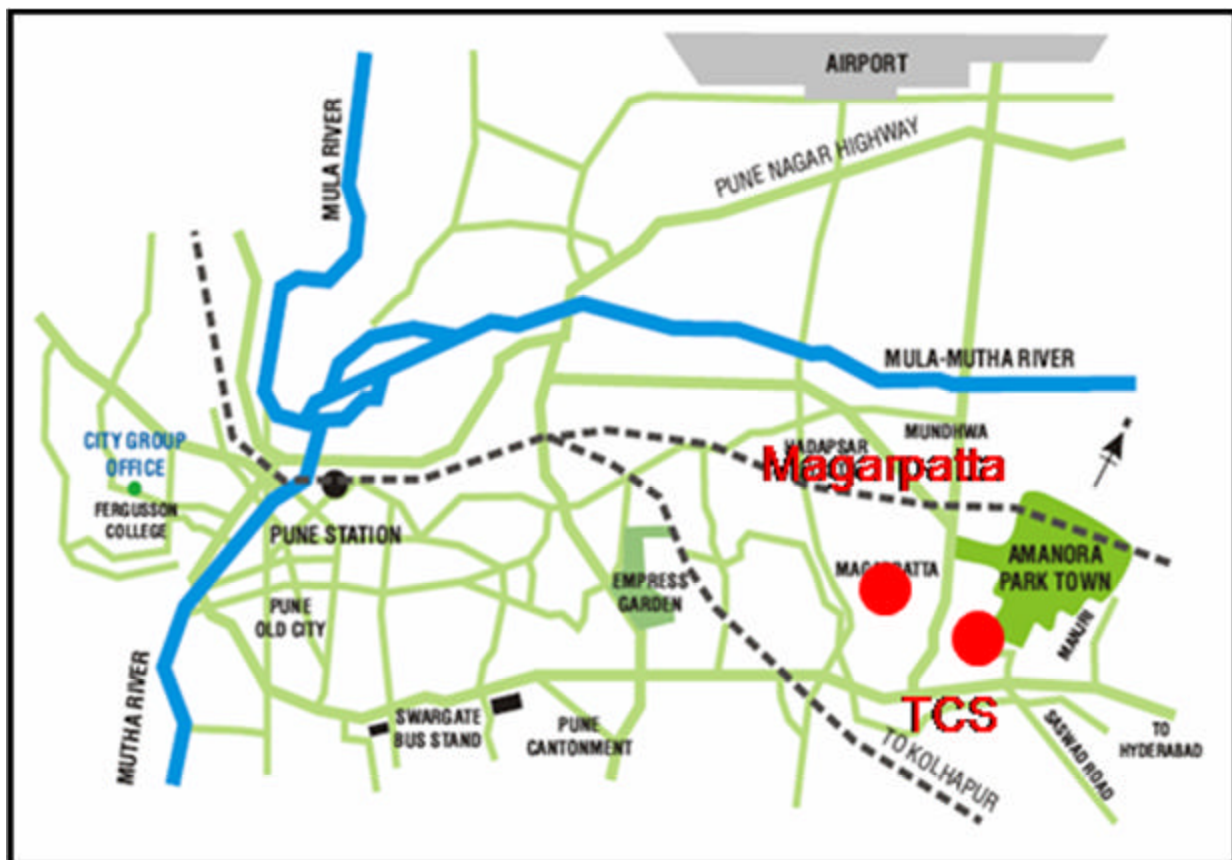 AIRPORT
MULA RIVER
PUNE NAGAR HIGHWAY
MULA-MUTHA RIVER
CITY GROUP
OFFICE
FERGUSSON
COLLEGE
MUNDHWA
HADAPSAR
Magarpatta
PUNE STATION
AMANORA
PARK TOWN
MAGARPATTA
EMPRESS
GARDEN
PUNE
OLD CITY
MANJRI
MUTHA RIVER
SWARGATE
BUS STAND
PUNE
CANTONMENT
TCS
TO KOLHAPUR
SASWAD ROAD
TO
HYDERABAD